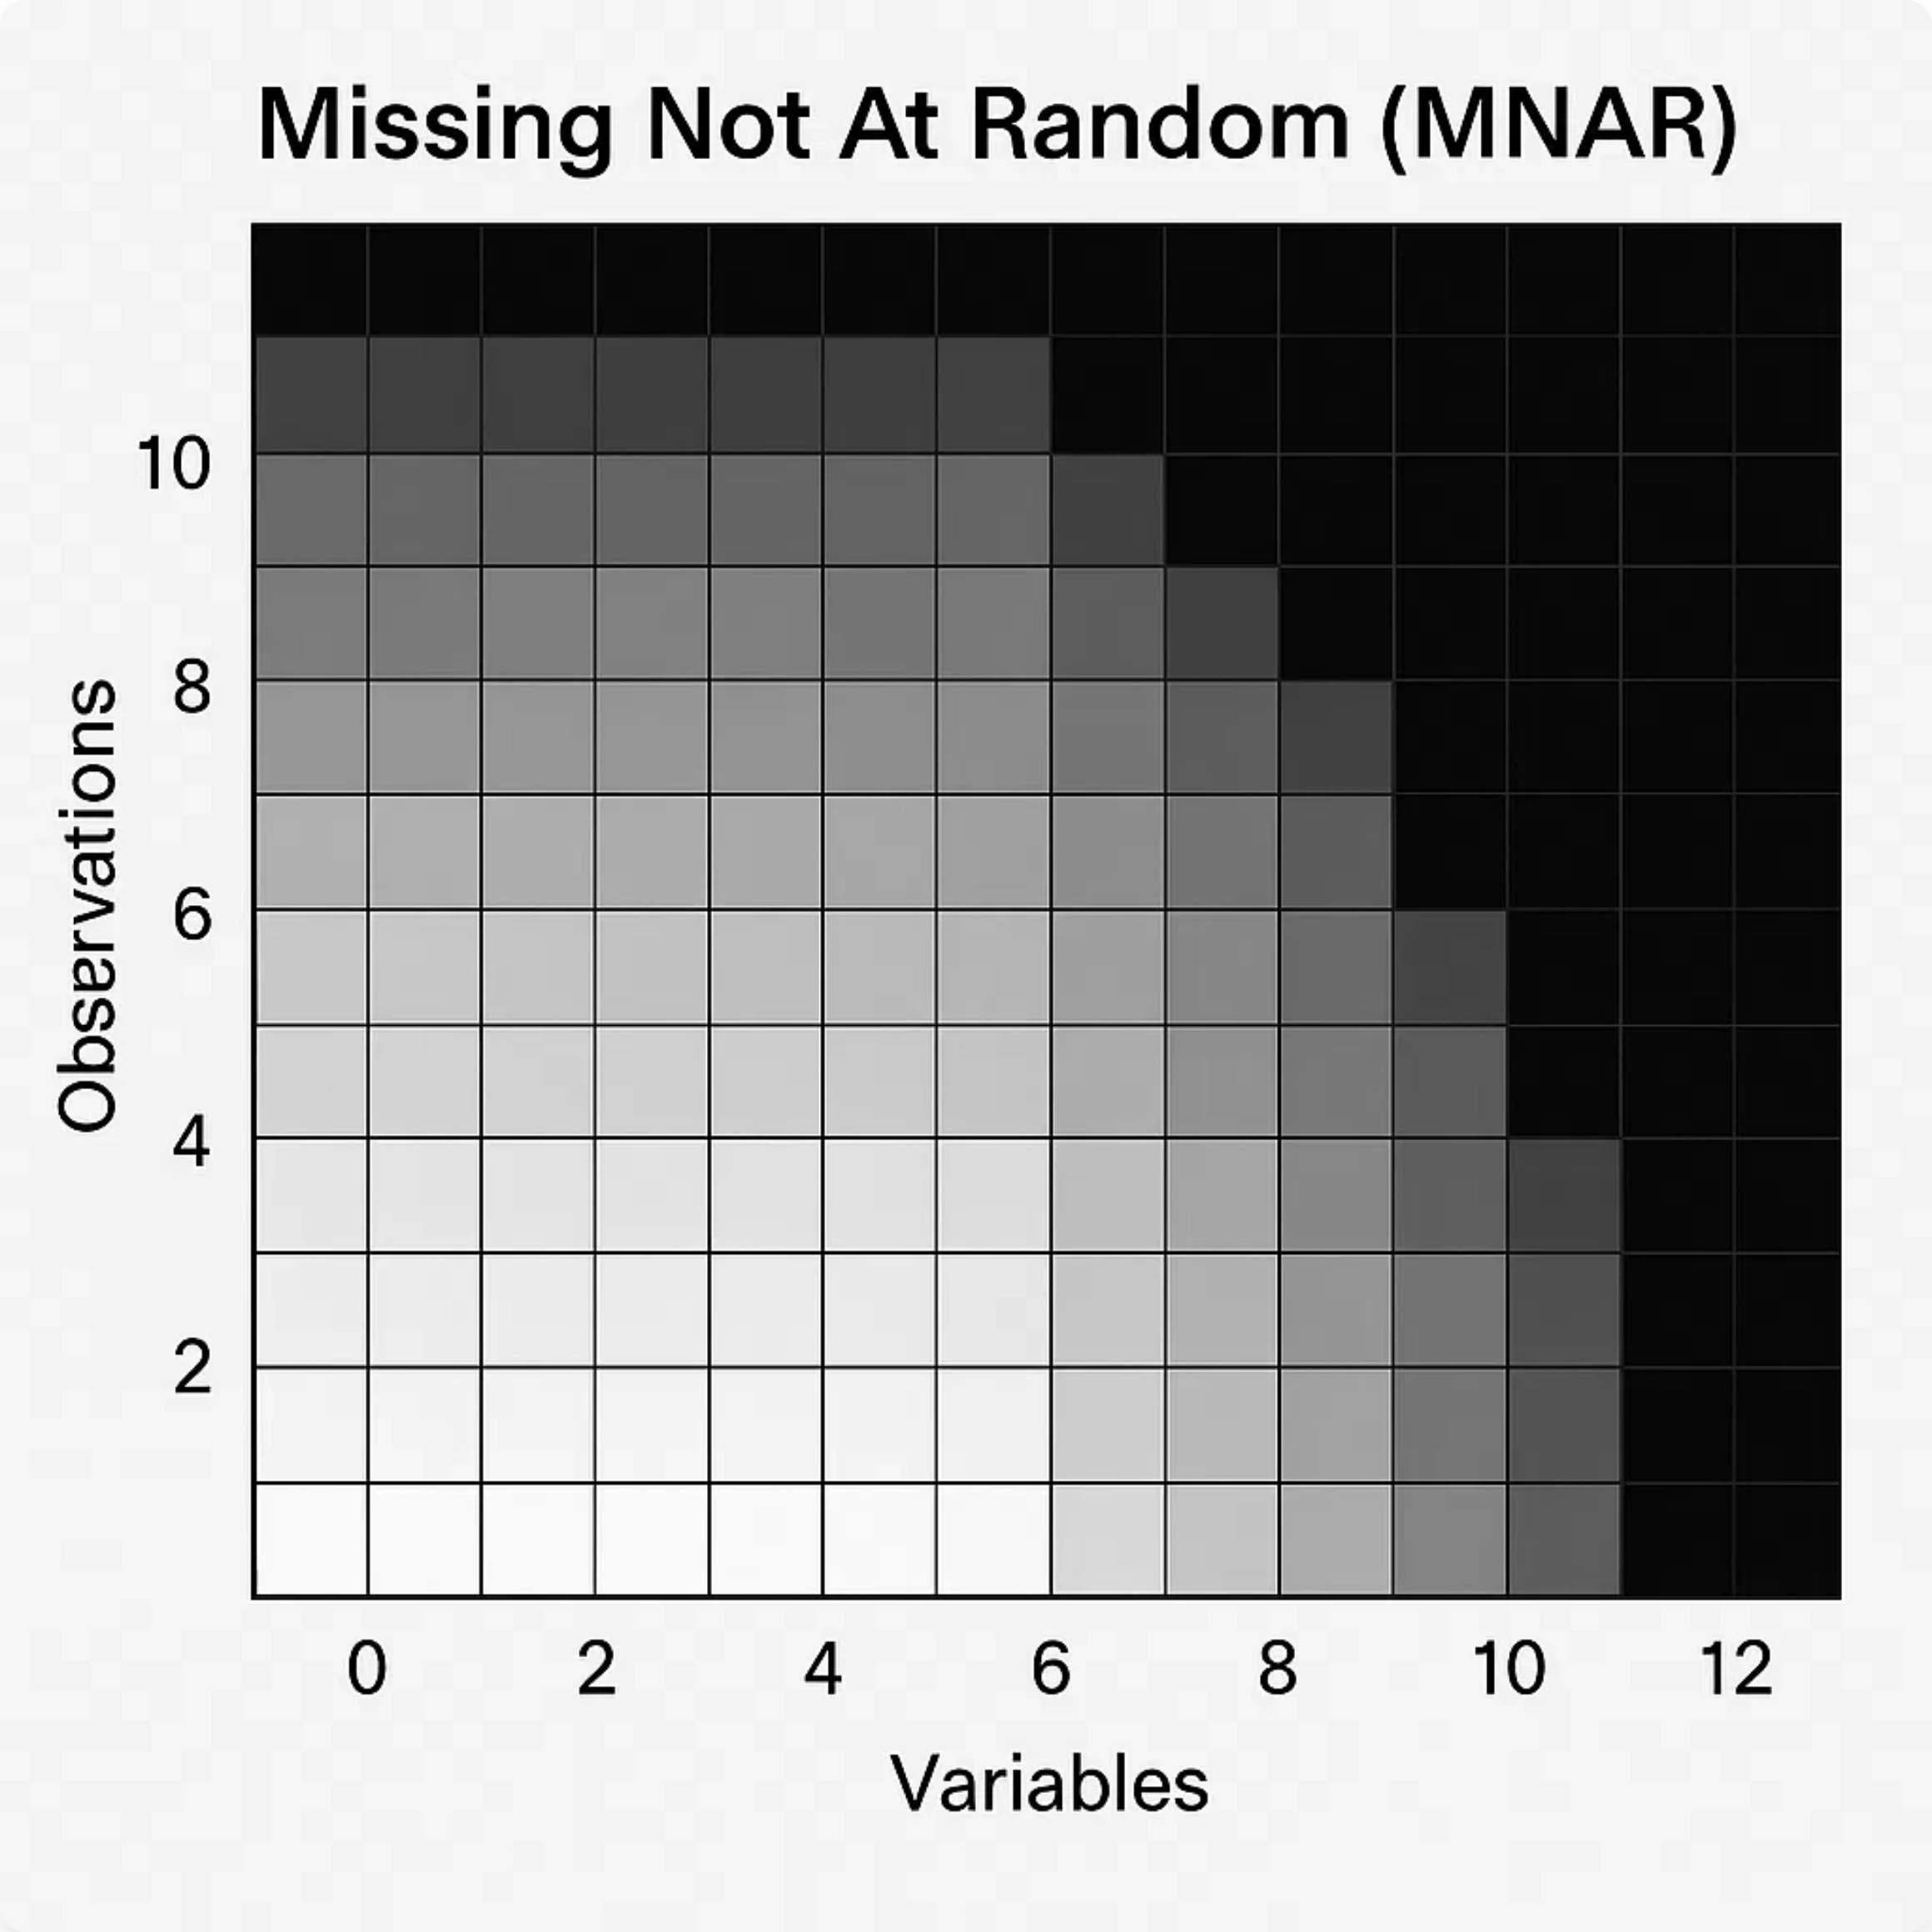 Missing Not At Random (MNAR)
10
8
6
4
2
Observations
0 2 4 6 8 10 12
Variables